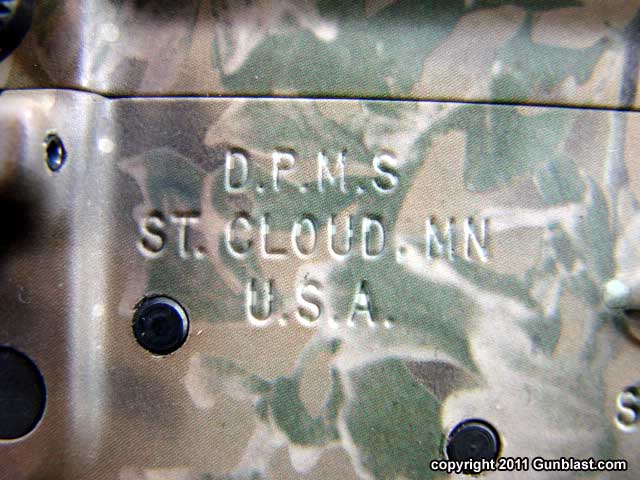 D.P.M.S
ST. CLOUD. MN
U.S.A.
S
copyright 2011 Gunblast.com